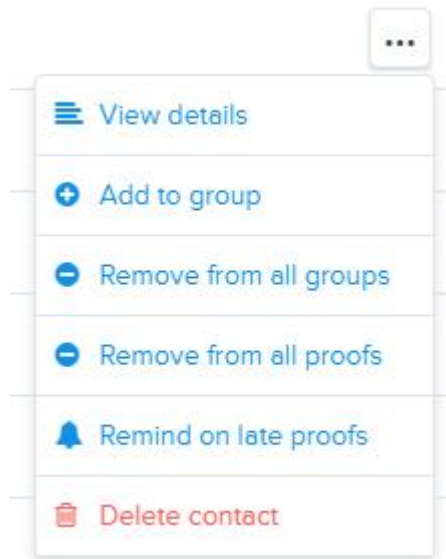 ...
View details
Add to group
Remove from all groups
Remove from all proofs
Remind on late proofs
Delete contact